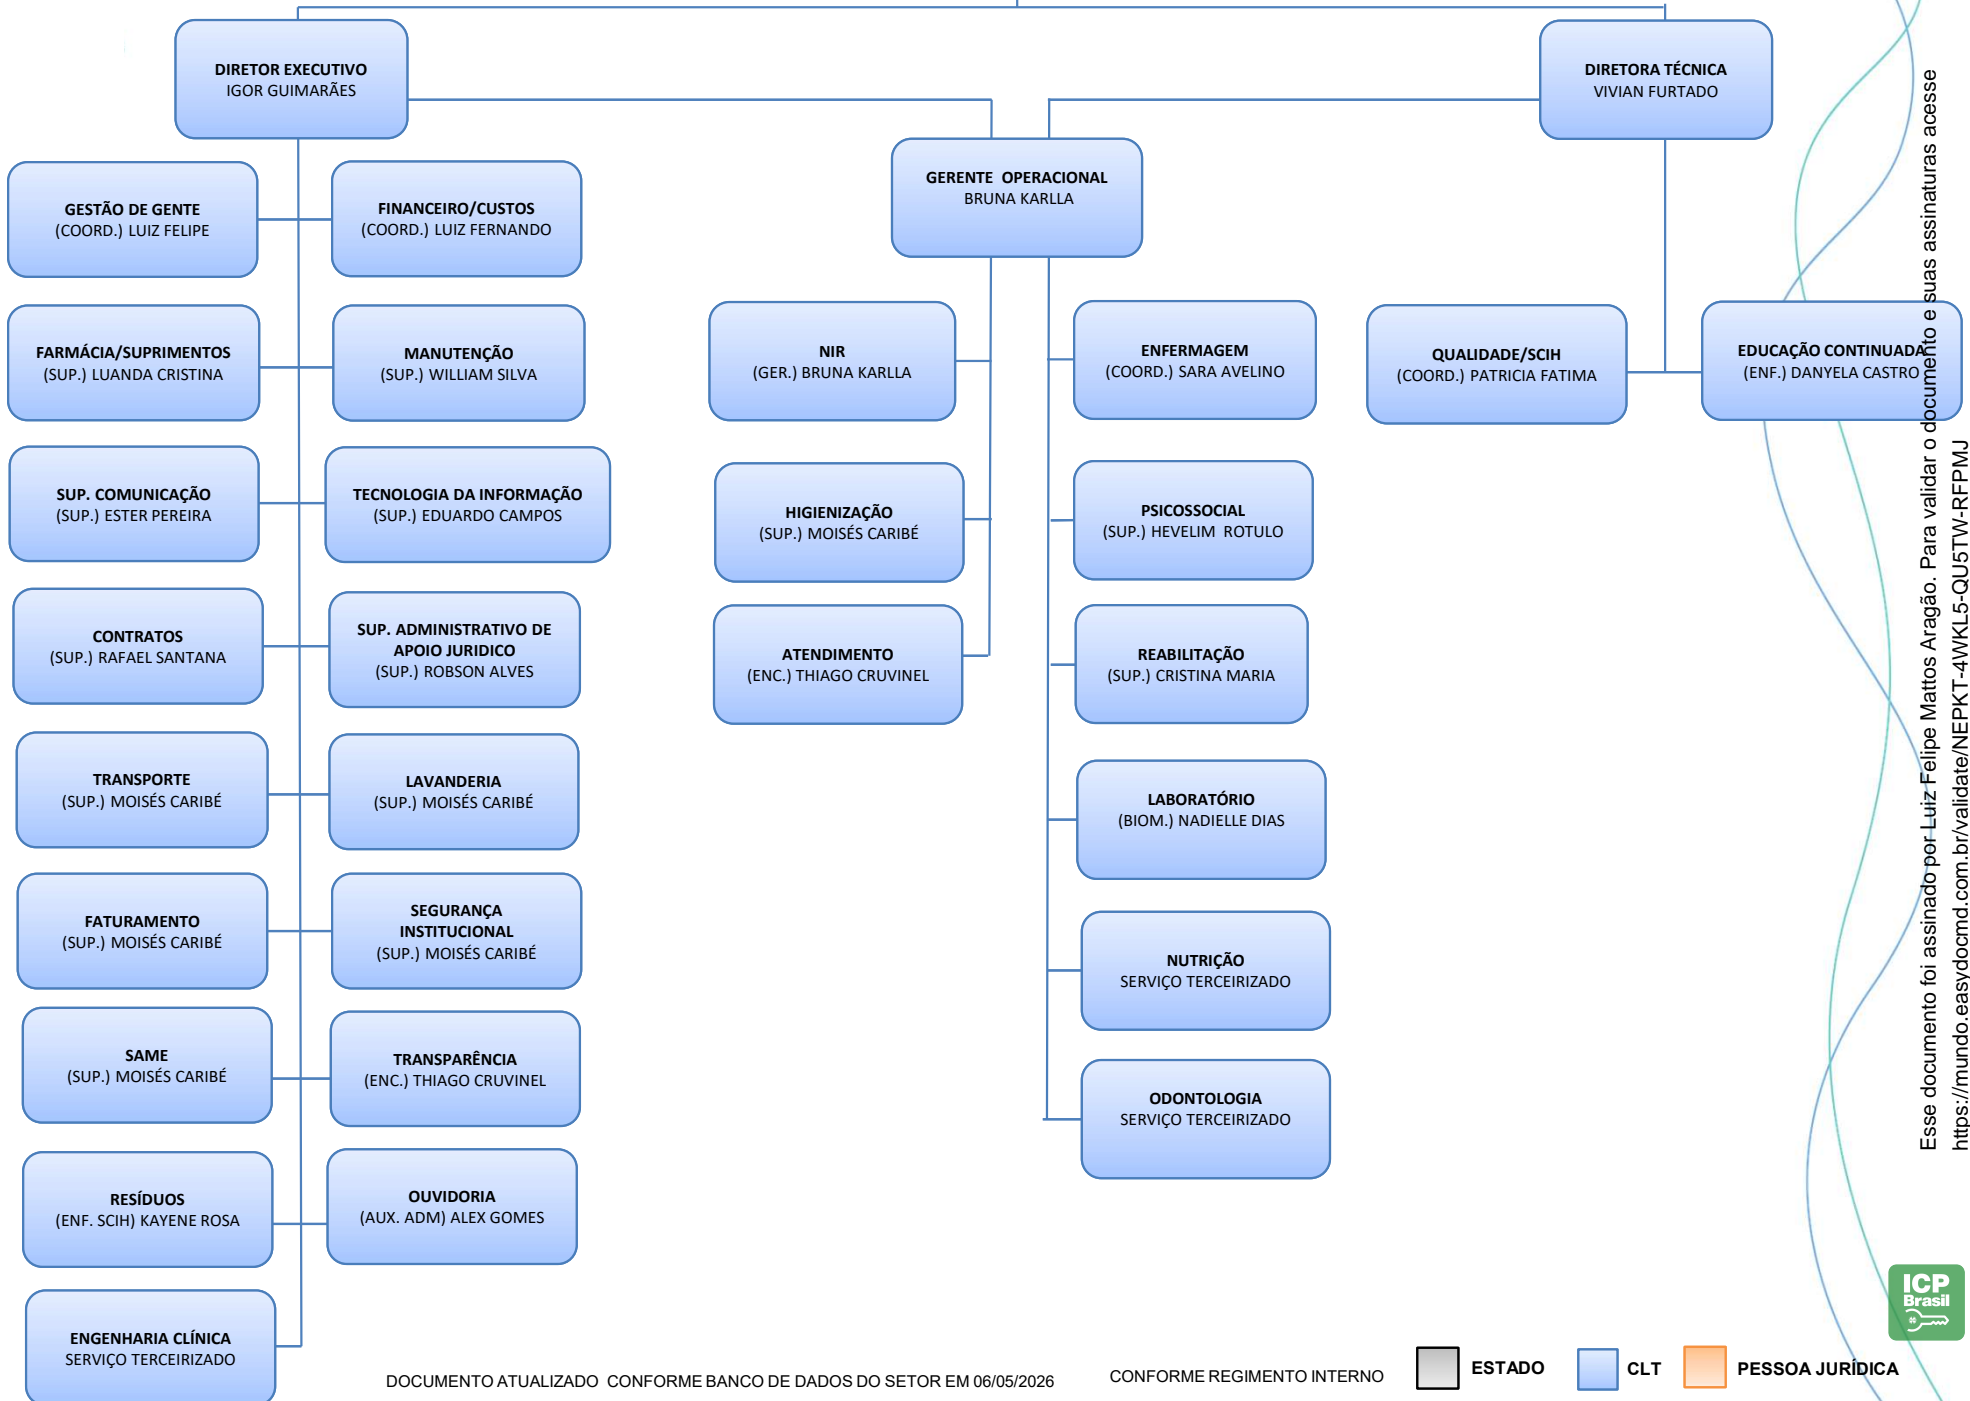 DIRETOR EXECUTIVO
IGOR GUIMARÃES
DIRETORA TÉCNICA
VIVIAN FURTADO
GERENTE OPERACIONAL
BRUNA KARLLA
GESTÃO DE GENTE
(COORD.) LUIZ FELIPE
FINANCEIRO/CUSTOS
(COORD.) LUIZ FERNANDO
FARMÁCIA/SUPRIMENTOS
(SUP.) LUANDA CRISTINA
MANUTENÇÃO
(SUP.) WILLIAM SILVA
SUP. COMUNICAÇÃO
(SUP.) ESTER PEREIRA
TECNOLOGIA DA INFORMAÇÃO
(SUP.) EDUARDO CAMPOS
CONTRATOS
(SUP.) RAFAEL SANTANA
SUP. ADMINISTRATIVO DE
APOIO JURIDICO
(SUP.) ROBSON ALVES
TRANSPORTE
(SUP.) MOISÉS CARIBÉ
LAVANDERIA
(SUP.) MOISÉS CARIBÉ
FATURAMENTO
(SUP.) MOISÉS CARIBÉ
SEGURANÇA
INSTITUCIONAL
(SUP.) MOISÉS CARIBÉ
SAME
(SUP.) MOISÉS CARIBÉ
TRANSPARÊNCIA
(ENC.) THIAGO CRUVINEL
RESÍDUOS
(ENF. SCIH) KAYENE ROSA
OUVIDORIA
(AUX. ADM) ALEX GOMES
ENGENHARIA CLÍNICA
SERVIÇO TERCEIRIZADO
NIR
(GER.) BRUNA KARLLA
HIGIENIZAÇÃO
(SUP.) MOISÉS CARIBÉ
ATENDIMENTO
(ENC.) THIAGO CRUVINEL
ENFERMAGEM
(COORD.) SARA AVELINO
PSICOSSOCIAL
(SUP.) HEVELIM ROTULO
REABILITAÇÃO
(SUP.) CRISTINA MARIA
LABORATÓRIO
(BIOM.) NADIELLE DIAS
NUTRIÇÃO
SERVIÇO TERCEIRIZADO
ODONTOLOGIA
SERVIÇO TERCEIRIZADO
QUALIDADE/SCIH
(COORD.) PATRICIA FATIMA
EDUCAÇÃO CONTINUADA
(ENF.) DANYELA CASTRO
DOCUMENTO ATUALIZADO CONFORME BANCO DE DADOS DO SETOR EM 06/05/2026
CONFORME REGIMENTO INTERNO
ESTADO
CLT
PESSOA JURÍDICA
Esse documento foi assinado por Luiz Felipe Mattos Aragão. Para validar o documento e suas assinaturas acesse
https://mundo.easydocmd.com.br/validate/NEPKT-4WKL5-QU5TW-RFPMJ
ICP
Brasil